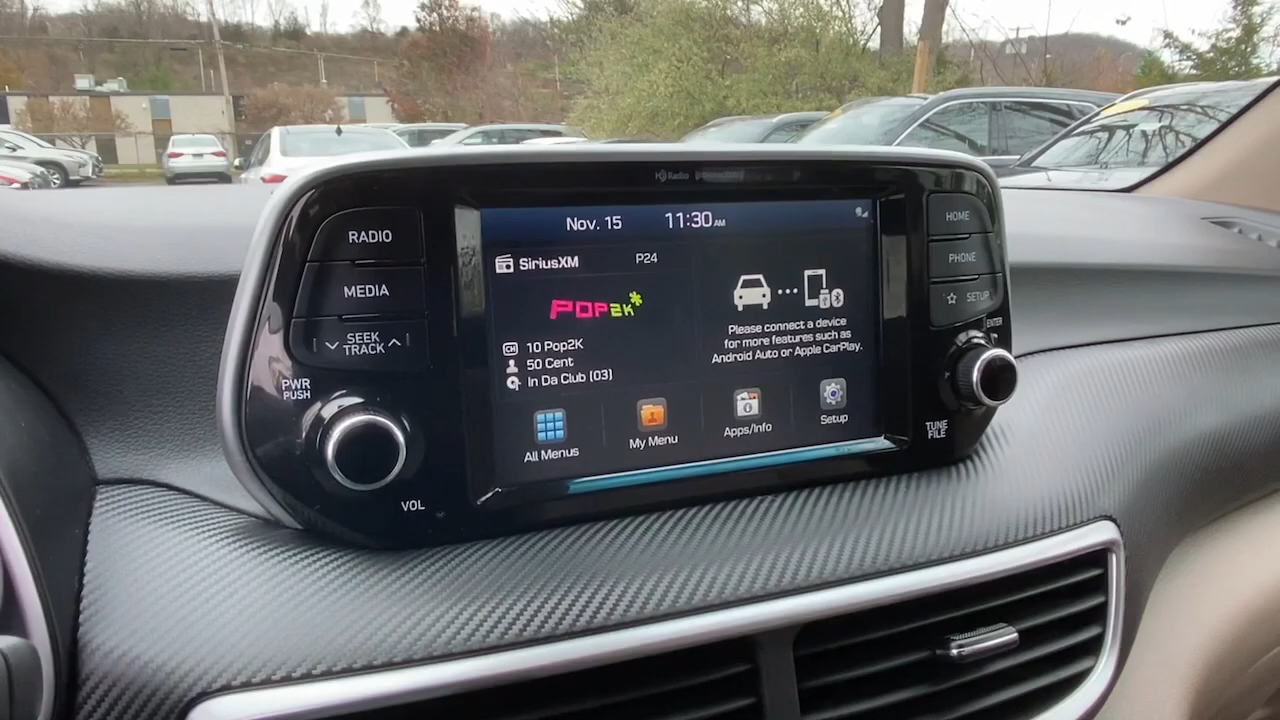 HD Radio
RADIO
MEDIA
SEEK
TRACK
PWR
PUSH
VOL
Nov. 15 11:30 AM
SiriusXM P24
POP2K
CH 10 Pop2K
50 Cent
In Da Club (03)
Please connect a device
for more features such as
Android Auto or Apple CarPlay.
All Menus
My Menu
Apps/Info
Setup
HOME
PHONE
SETUP
ENTER
TUNE
FILE